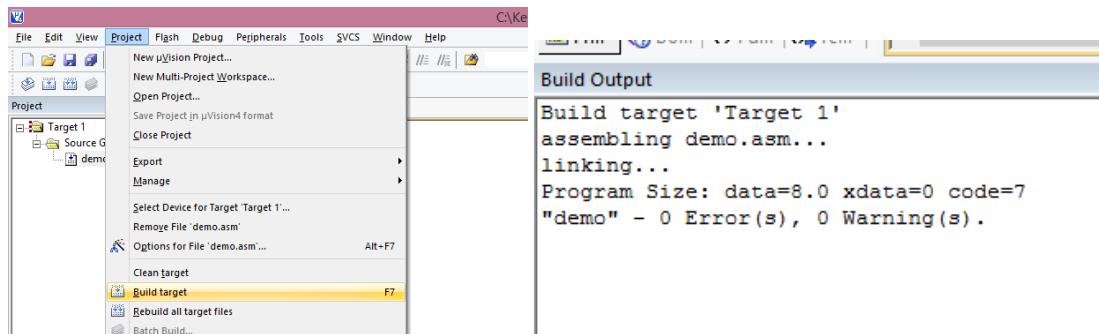 C:\Ke
File Edit View Project Flash Debug Peripherals Tools SVCS Window Help
New µVision Project...
New Multi-Project Workspace...
Open Project...
Save Project in µVision4 format
Close Project
Export
Manage
Select Device for Target 'Target 1'...
Remove File 'demo.asm'
Options for File 'demo.asm'... Alt+F7
Clean target
Build target F7
Rebuild all target files
Batch Build...
Project
Target 1
Source G
demo
Build Output
Build target 'Target 1'
assembling demo.asm...
linking...
Program Size: data=8.0 xdata=0 code=7
"demo" - 0 Error(s), 0 Warning(s).